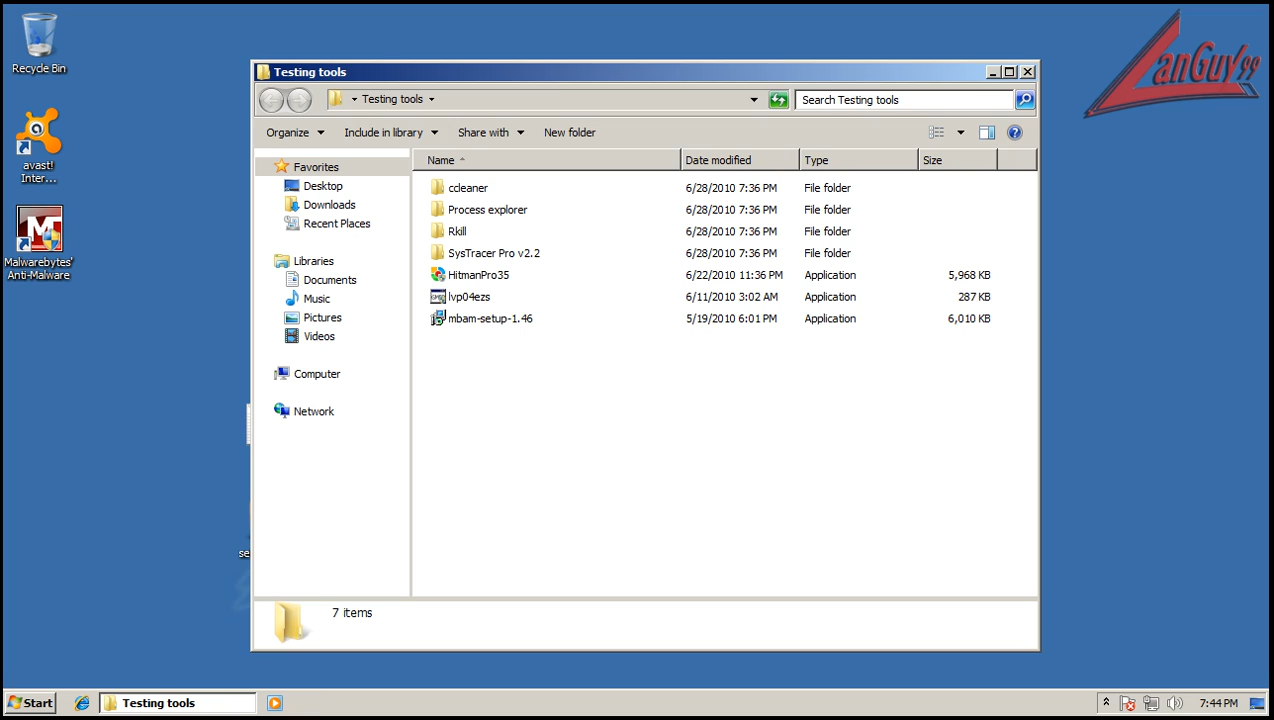 Recycle Bin
avast!
Inter...
Malwarebytes'
Anti-Malware
LanGuy99
Testing tools
Testing tools
Search Testing tools
Organize
Include in library
Share with
New folder
Favorites
Desktop
Downloads
Recent Places
Libraries
Documents
Music
Pictures
Videos
Computer
Network
Name Date modified Type Size
ccleaner 6/28/2010 7:36 PM File folder
Process explorer 6/28/2010 7:36 PM File folder
Rkill 6/28/2010 7:36 PM File folder
SysTracer Pro v2.2 6/28/2010 7:36 PM File folder
HitmanPro35 6/22/2010 11:36 PM Application 5,968 KB
lvp04ezs 6/11/2010 3:02 AM Application 287 KB
mbam-setup-1.46 5/19/2010 6:01 PM Application 6,010 KB
se
7 items
Start
Testing tools
7:44 PM